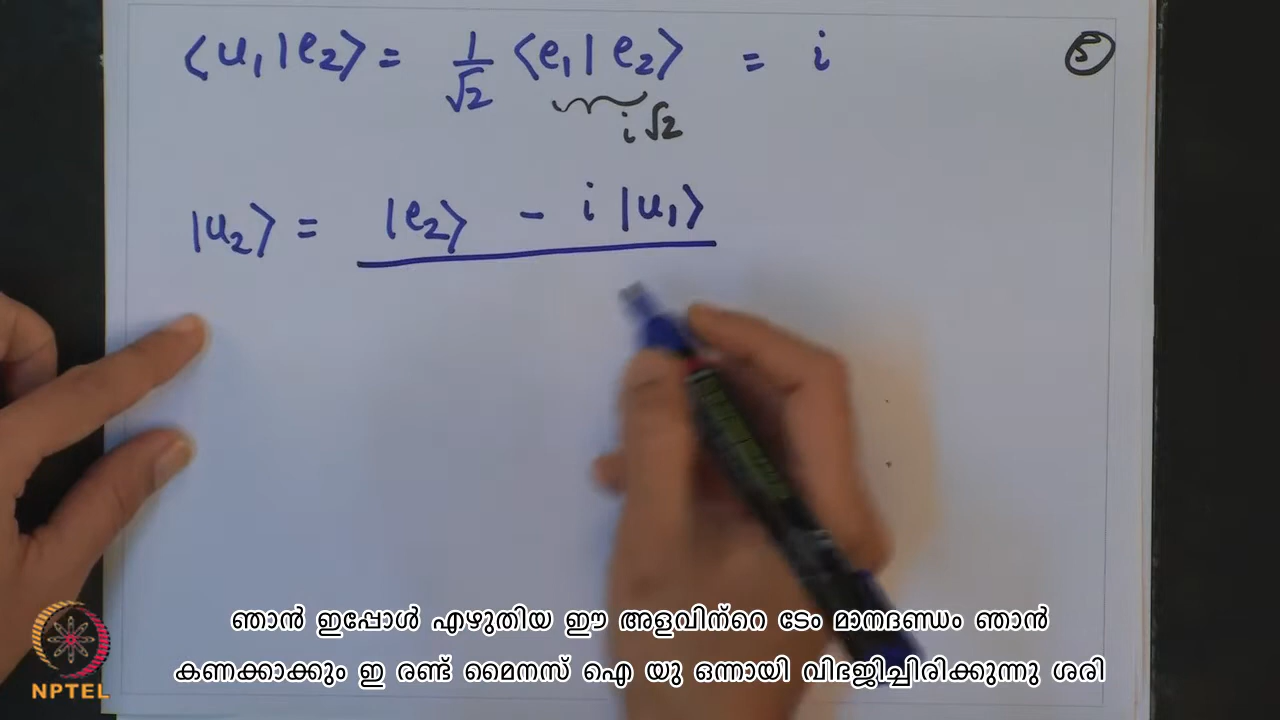 ⟨u₁|e₂⟩ = 1/√2 ⟨e₁|e₂⟩ = i
5
i√2
|u₂⟩ = |e₂⟩ - i |u₁⟩
ഞാൻ ഇപ്പോൾ എഴുതിയ ഈ അളവിന്റെ ടേം മാനദണ്ഡം ഞാൻ
കണക്കാക്കും ഇ രണ്ട് മൈനസ് ഐ യു ഒന്നായി വിഭജിച്ചിരിക്കുന്നു ശരി
NPTEL